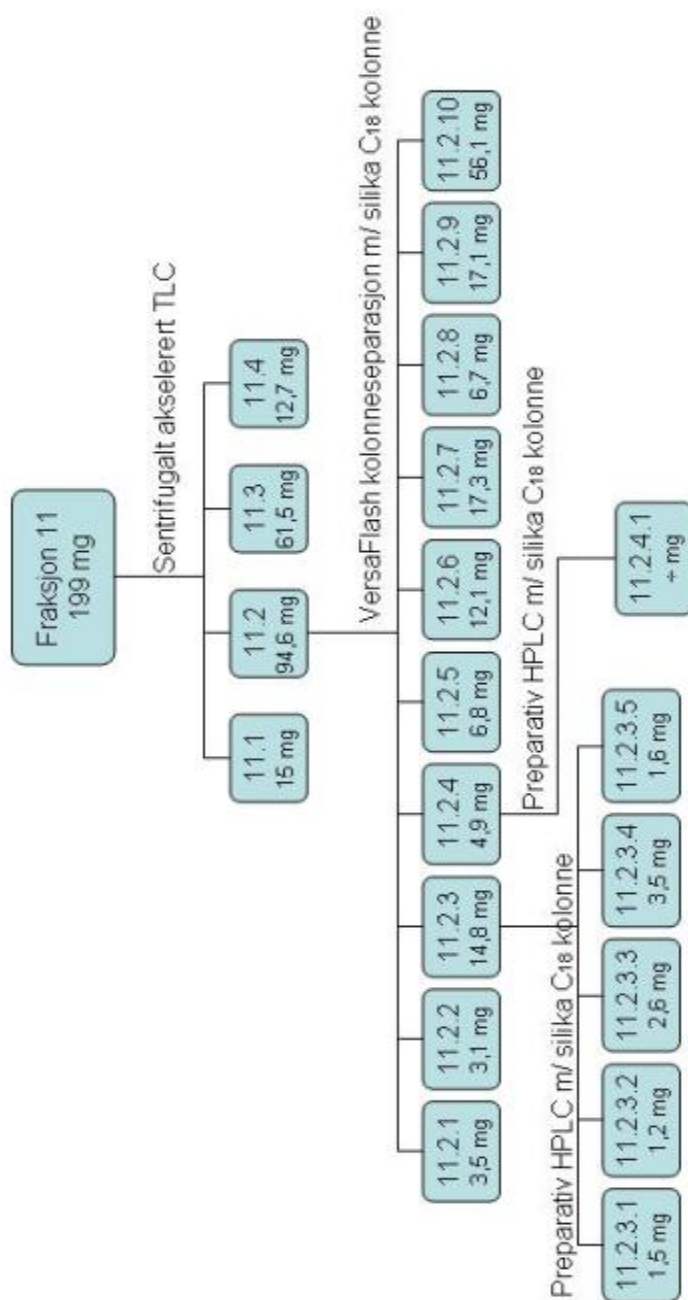 Fraksjon 11
199 mg
Sentrifugalt akselerert TLC
11.1
15 mg
11.2
94,6 mg
11.3
61,5 mg
11.4
12,7 mg
VersaFlash kolonneseparasjon m/ silika C18 kolonne
11.2.1
3,5 mg
11.2.2
3,1 mg
11.2.3
14,8 mg
11.2.4
4,9 mg
11.2.5
6,8 mg
11.2.6
12,1 mg
11.2.7
17,3 mg
11.2.8
6,7 mg
11.2.9
17,1 mg
11.2.10
56,1 mg
Preparativ HPLC m/ silika C18 kolonne
Preparativ HPLC m/ silika C18 kolonne
11.2.3.1
1,5 mg
11.2.3.2
1,2 mg
11.2.3.3
2,6 mg
11.2.3.4
3,5 mg
11.2.3.5
1,6 mg
11.2.4.1
÷ mg